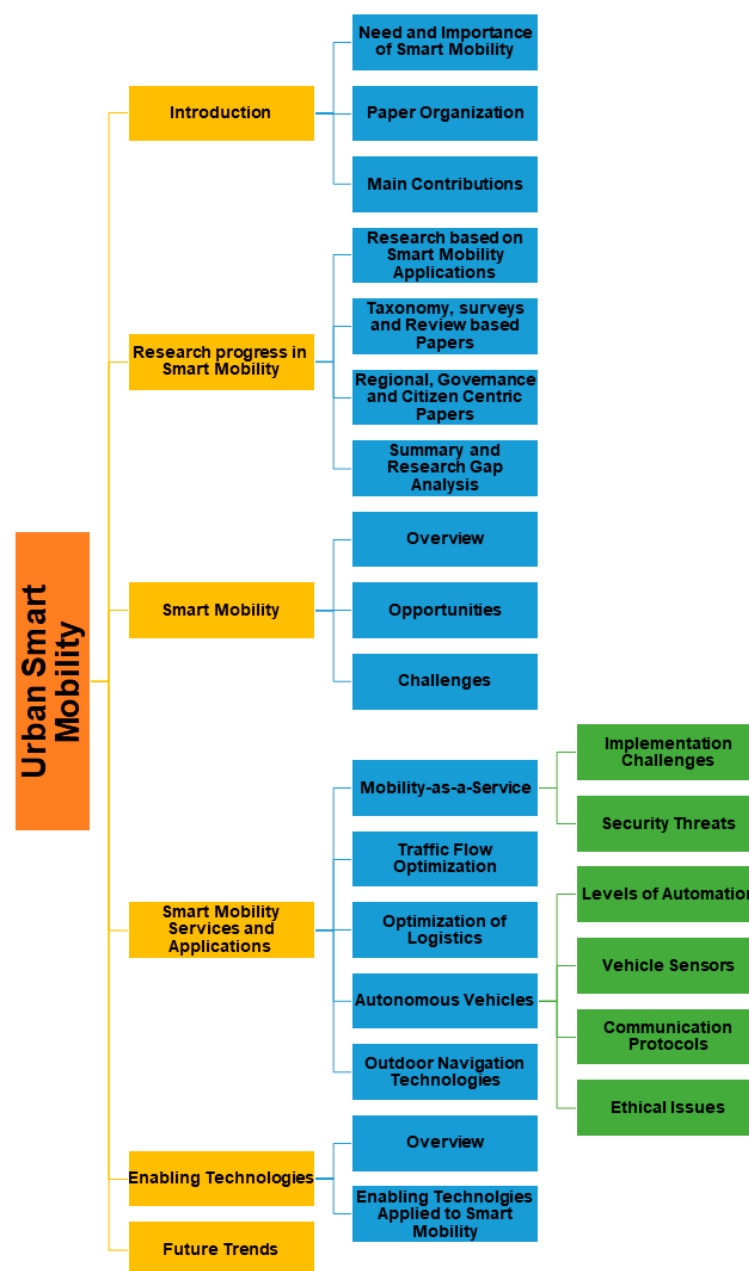 Urban Smart
Mobility
Introduction
Need and Importance
of Smart Mobility
Paper Organization
Main Contributions
Research progress in
Smart Mobility
Research based on
Smart Mobility
Applications
Taxonomy, surveys
and Review based
Papers
Regional, Governance
and Citizen Centric
Papers
Summary and
Research Gap
Analysis
Smart Mobility
Overview
Opportunities
Challenges
Smart Mobility
Services and
Applications
Mobility-as-a-Service
Implementation
Challenges
Security Threats
Traffic Flow
Optimization
Optimization of
Logistics
Autonomous Vehicles
Levels of Automation
Vehicle Sensors
Communication
Protocols
Ethical Issues
Outdoor Navigation
Technologies
Enabling Technologies
Overview
Enabling Technolgies
Applied to Smart
Mobility
Future Trends